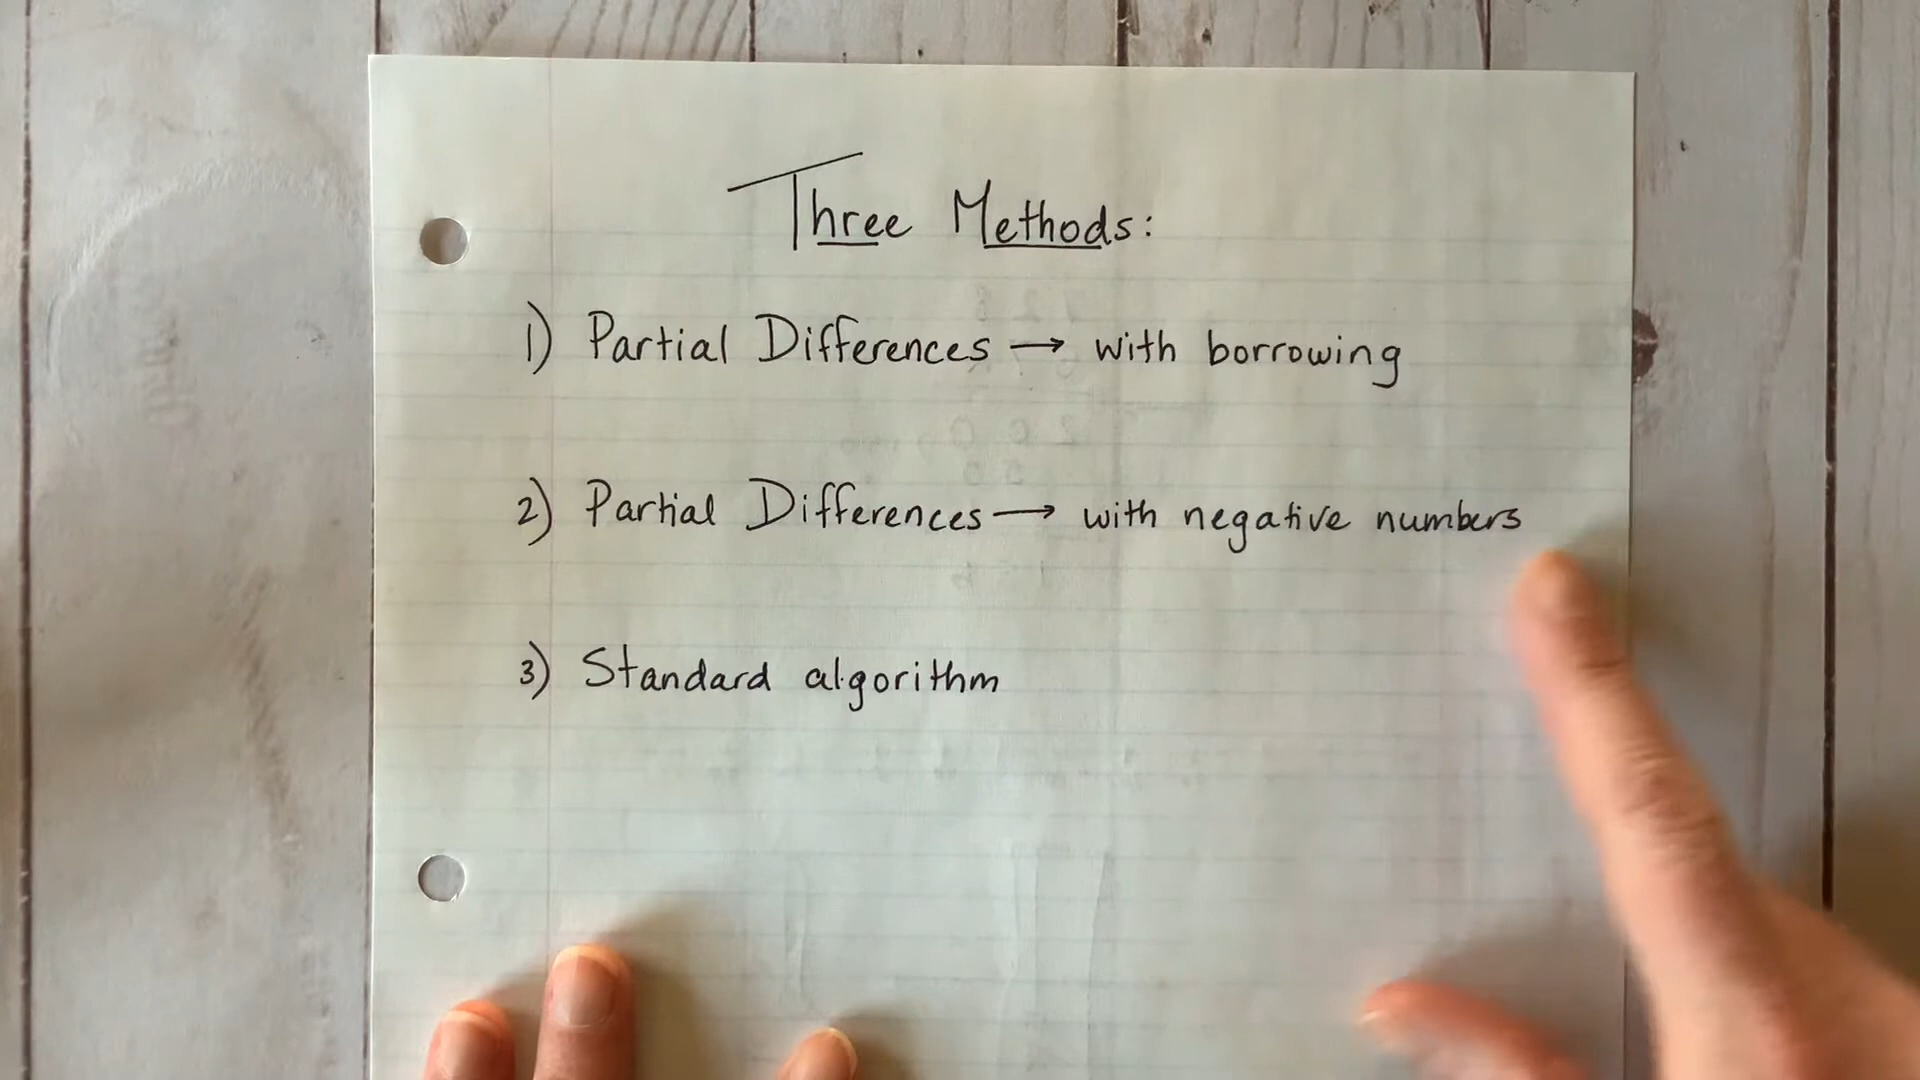 Three Methods:
1) Partial Differences → with borrowing
2) Partial Differences → with negative numbers
3) Standard algorithm